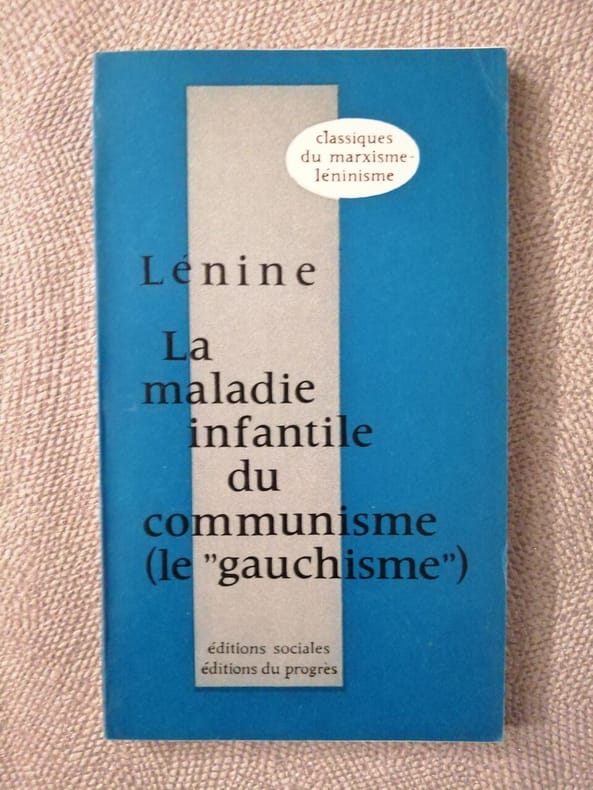 classiques
du marxisme-
léninisme
Lénine
La
maladie
infantile
du
communisme
(le "gauchisme")
éditions sociales
éditions du progrès